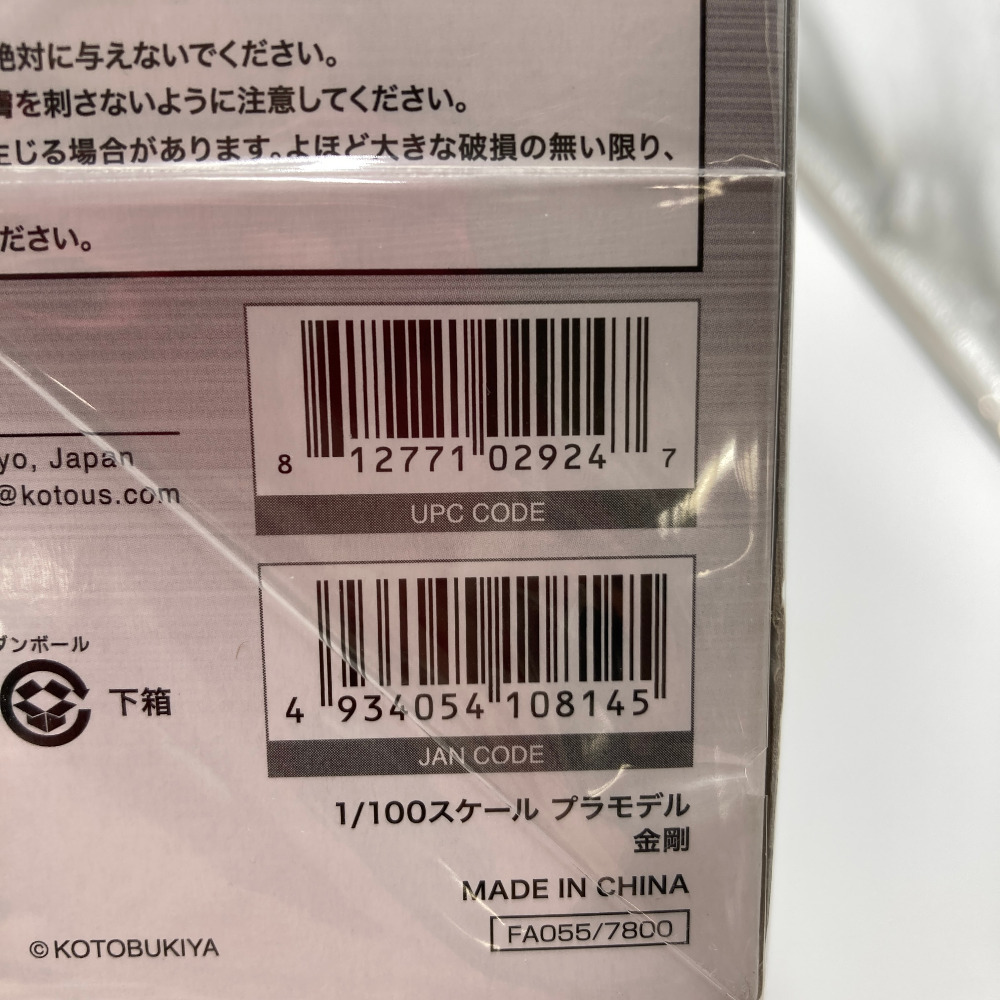 絶対に与えないでください。
膚を刺さないように注意してください。
生じる場合があります。よほど大きな破損の無い限り、
ださい。
8 12771 02924 7
UPC CODE
yo, Japan
@kotous.com
4 934054 108145
JAN CODE
ダンボール
下箱
1/100スケール プラモデル
金剛
MADE IN CHINA
FA055/7800
©KOTOBUKIYA